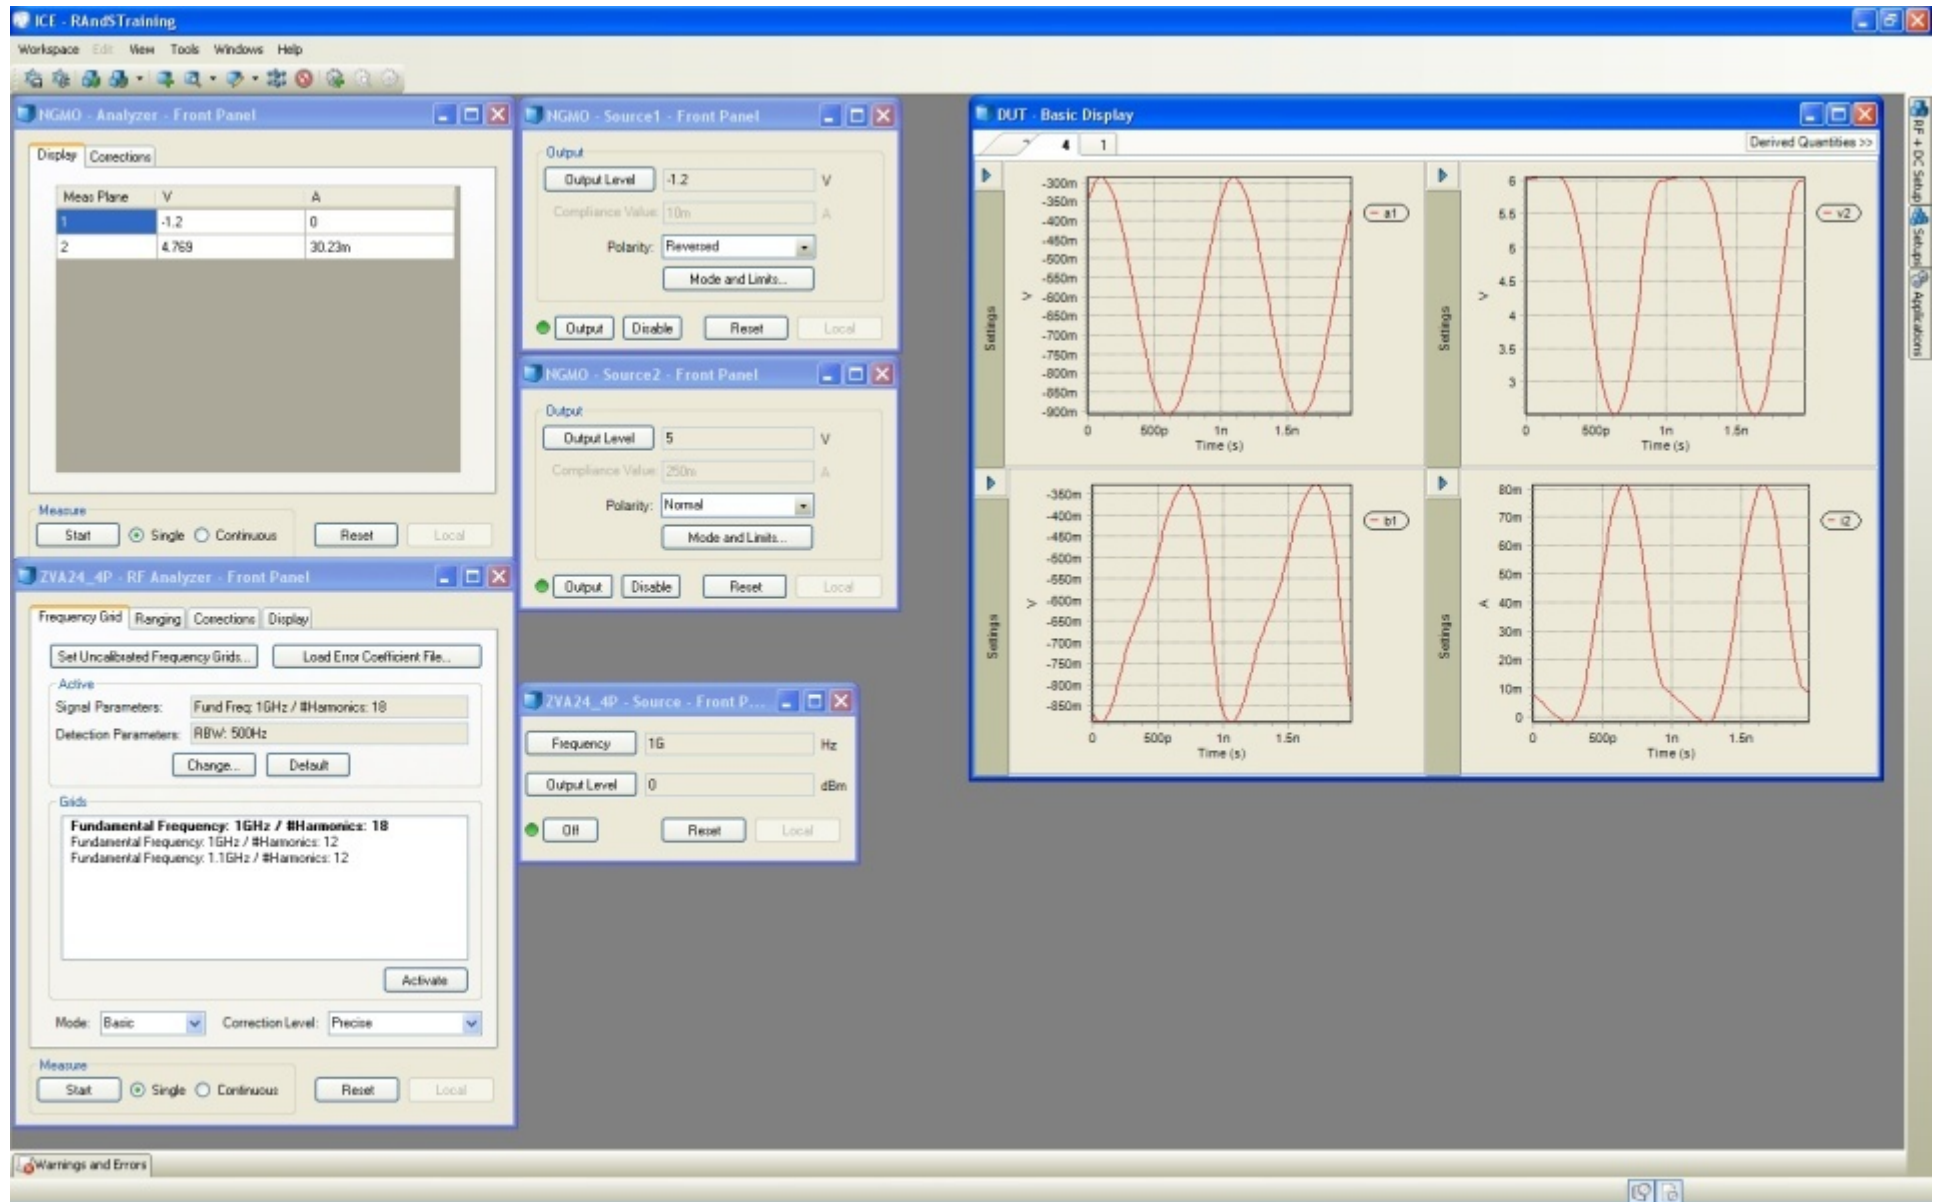 ICE - RAndSTraining
Workspace Edit View Tools Windows Help
NGMO - Analyzer - Front Panel
Display Corrections
Meas Plane V A
1 -1.2 0
2 4.769 30.23m
Measure
Start Single Continuous Reset Local
ZVA24_4P - RF Analyzer - Front Panel
Frequency Grid Ranging Corrections Display
Set Uncalibrated Frequency Grids... Load Error Coefficient File...
Active
Signal Parameters: Fund Freq: 1GHz / #Harmonics: 18
Detection Parameters: RBW: 500Hz
Change... Default
Grids
Fundamental Frequency: 1GHz / #Harmonics: 18
Fundamental Frequency: 1GHz / #Harmonics: 12
Fundamental Frequency: 1.1GHz / #Harmonics: 12
Activate
Mode: Basic Correction Level: Precise
Measure
Start Single Continuous Reset Local
NGMO - Source1 - Front Panel
Output
Output Level -1.2 V
Compliance Value: 10m A
Polarity: Reversed
Mode and Limits...
Output Disable Reset Local
NGMO - Source2 - Front Panel
Output
Output Level 5 V
Compliance Value: 250m A
Polarity: Normal
Mode and Limits...
Output Disable Reset Local
ZVA24_4P - Source - Front P...
Frequency 1G Hz
Output Level 0 dBm
Off Reset Local
DUT - Basic Display
4 1 Derived Quantities >>
Settings
V
-300m
-350m
-400m
-450m
-500m
-550m
-600m
-650m
-700m
-750m
-800m
-850m
-900m
0 500p 1n 1.5n
Time (s)
a1
Settings
V
6
5.5
5
4.5
4
3.5
3
0 500p 1n 1.5n
Time (s)
v2
Settings
V
-350m
-400m
-450m
-500m
-550m
-600m
-650m
-700m
-750m
-800m
-850m
0 500p 1n 1.5n
Time (s)
b1
Settings
A
80m
70m
60m
50m
40m
30m
20m
10m
0
0 500p 1n 1.5n
Time (s)
i2
RF + DC Setup
Setups
Applications
Warnings and Errors